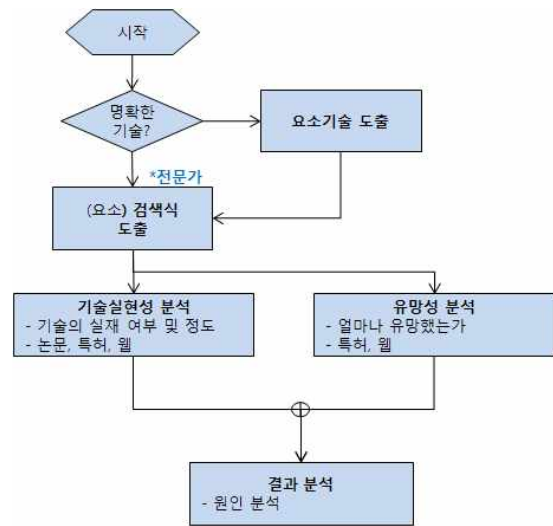 시작
명확한
기술?
요소기술 도출
*전문가
(요소) 검색식
도출
기술실현성 분석
- 기술의 실재 여부 및 정도
- 논문, 특허, 웹
유망성 분석
- 얼마나 유망했는가
- 특허, 웹
결과 분석
- 원인 분석